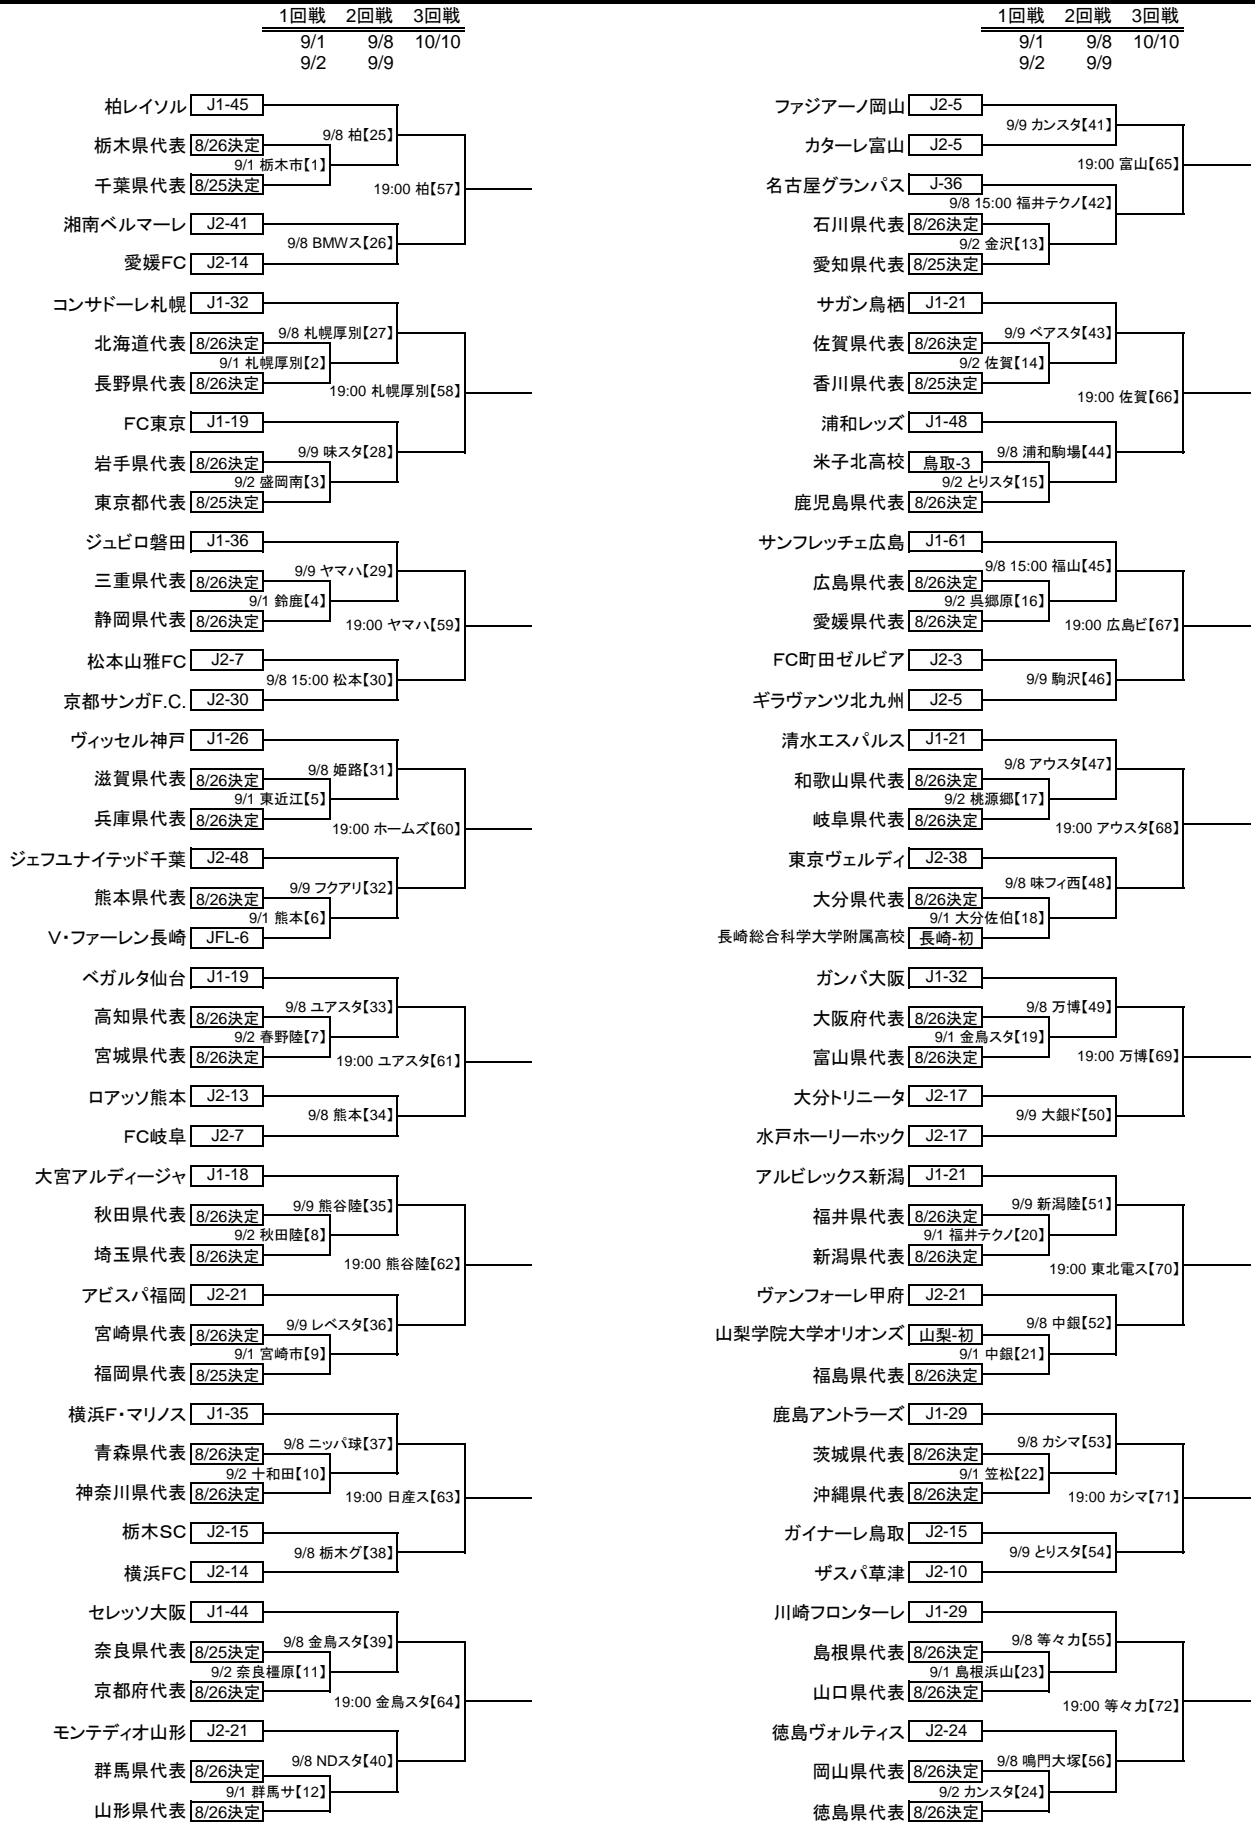 1回戦 2回戦 3回戦
9/1 9/8 10/10
9/2 9/9
柏レイソル J1-45
9/8 柏【25】
栃木県代表 8/26決定
9/1 栃木市【1】
千葉県代表 8/25決定
19:00 柏【57】
湘南ベルマーレ J2-41
9/8 BMWス【26】
愛媛FC J2-14
コンサドーレ札幌 J1-32
9/8 札幌厚別【27】
北海道代表 8/26決定
9/1 札幌厚別【2】
長野県代表 8/26決定
19:00 札幌厚別【58】
FC東京 J1-19
9/9 味スタ【28】
岩手県代表 8/26決定
9/2 盛岡南【3】
東京都代表 8/25決定
ジュビロ磐田 J1-36
9/9 ヤマハ【29】
三重県代表 8/26決定
9/1 鈴鹿【4】
静岡県代表 8/26決定
19:00 ヤマハ【59】
松本山雅FC J2-7
9/8 15:00 松本【30】
京都サンガF.C. J2-30
ヴィッセル神戸 J1-26
9/8 姫路【31】
滋賀県代表 8/26決定
9/1 東近江【5】
兵庫県代表 8/26決定
19:00 ホームズ【60】
ジェフユナイテッド千葉 J2-48
9/9 フクアリ【32】
熊本県代表 8/26決定
9/1 熊本【6】
V・ファーレン長崎 JFL-6
ベガルタ仙台 J1-19
9/8 ユアスタ【33】
高知県代表 8/26決定
9/2 春野陸【7】
宮城県代表 8/26決定
19:00 ユアスタ【61】
ロアッソ熊本 J2-13
9/8 熊本【34】
FC岐阜 J2-7
大宮アルディージャ J1-18
9/9 熊谷陸【35】
秋田県代表 8/26決定
9/2 秋田陸【8】
埼玉県代表 8/26決定
19:00 熊谷陸【62】
アビスパ福岡 J2-21
9/9 レベスタ【36】
宮崎県代表 8/26決定
9/1 宮崎市【9】
福岡県代表 8/25決定
横浜F・マリノス J1-35
9/8 ニッパ球【37】
青森県代表 8/26決定
9/2 十和田【10】
神奈川県代表 8/26決定
19:00 日産ス【63】
栃木SC J2-15
9/8 栃木グ【38】
横浜FC J2-14
セレッソ大阪 J1-44
9/8 金鳥スタ【39】
奈良県代表 8/25決定
9/2 奈良橿原【11】
京都府代表 8/26決定
19:00 金鳥スタ【64】
モンテディオ山形 J2-21
9/8 NDスタ【40】
群馬県代表 8/26決定
9/1 群馬サ【12】
山形県代表 8/26決定
1回戦 2回戦 3回戦
9/1 9/8 10/10
9/2 9/9
ファジアーノ岡山 J2-5
9/9 カンスタ【41】
カターレ富山 J2-5
19:00 富山【65】
名古屋グランパス J-36
9/8 15:00 福井テクノ【42】
石川県代表 8/26決定
9/2 金沢【13】
愛知県代表 8/25決定
サガン鳥栖 J1-21
9/9 ベアスタ【43】
佐賀県代表 8/26決定
9/2 佐賀【14】
香川県代表 8/25決定
19:00 佐賀【66】
浦和レッズ J1-48
9/8 浦和駒場【44】
米子北高校 鳥取-3
9/2 とりスタ【15】
鹿児島県代表 8/26決定
サンフレッチェ広島 J1-61
9/8 15:00 福山【45】
広島県代表 8/26決定
9/2 呉郷原【16】
愛媛県代表 8/26決定
19:00 広島ビ【67】
FC町田ゼルビア J2-3
9/9 駒沢【46】
ギラヴァンツ北九州 J2-5
清水エスパルス J1-21
9/8 アウスタ【47】
和歌山県代表 8/26決定
9/2 桃源郷【17】
岐阜県代表 8/26決定
19:00 アウスタ【68】
東京ヴェルディ J2-38
9/8 味フィ西【48】
大分県代表 8/26決定
9/1 大分佐伯【18】
長崎総合科学大学附属高校 長崎-初
ガンバ大阪 J1-32
9/8 万博【49】
大阪府代表 8/26決定
9/1 金鳥スタ【19】
富山県代表 8/26決定
19:00 万博【69】
大分トリニータ J2-17
9/9 大銀ド【50】
水戸ホーリーホック J2-17
アルビレックス新潟 J1-21
9/9 新潟陸【51】
福井県代表 8/26決定
9/1 福井テクノ【20】
新潟県代表 8/26決定
19:00 東北電ス【70】
ヴァンフォーレ甲府 J2-21
9/8 中銀【52】
山梨学院大学オリオンズ 山梨-初
9/1 中銀【21】
福島県代表 8/26決定
鹿島アントラーズ J1-29
9/8 カシマ【53】
茨城県代表 8/26決定
9/1 笠松【22】
沖縄県代表 8/26決定
19:00 カシマ【71】
ガイナーレ鳥取 J2-15
9/9 とりスタ【54】
ザスパ草津 J2-10
川崎フロンターレ J1-29
9/8 等々力【55】
島根県代表 8/26決定
9/1 島根浜山【23】
山口県代表 8/26決定
19:00 等々力【72】
徳島ヴォルティス J2-24
9/8 鳴門大塚【56】
岡山県代表 8/26決定
9/2 カンスタ【24】
徳島県代表 8/26決定